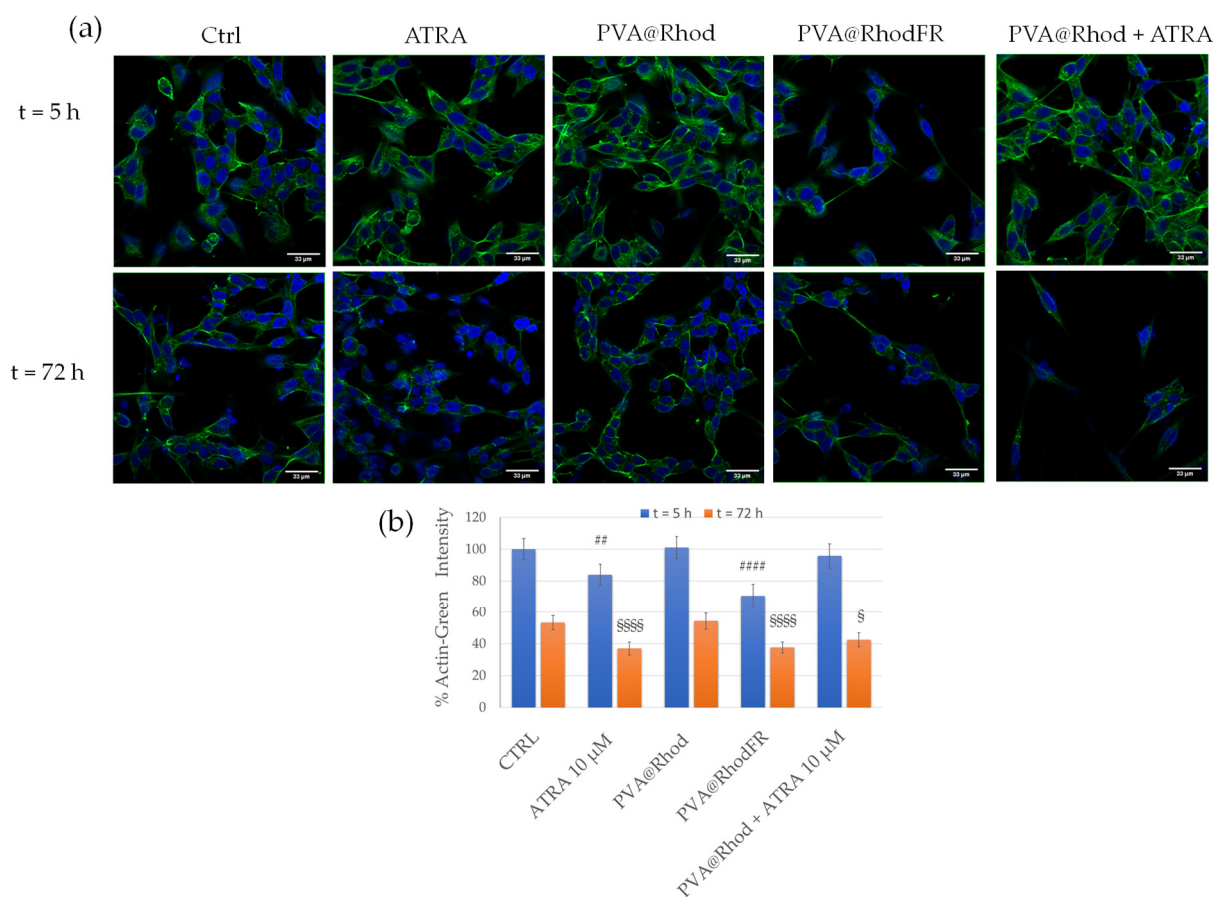 (a)
Ctrl ATRA PVA@Rhod PVA@RhodFR PVA@Rhod + ATRA
t = 5 h
33 µm 33 µm 33 µm 33 µm 33 µm
t = 72 h
33 µm 33 µm 33 µm 33 µm 33 µm
(b)
% Actin-Green Intensity
t = 5 h t = 72 h
120
100
80
60
40
20
0
##
####
§§§§
§§§§
§
CTRL
ATRA 10 µM
PVA@Rhod
PVA@RhodFR
PVA@Rhod + ATRA 10 µM